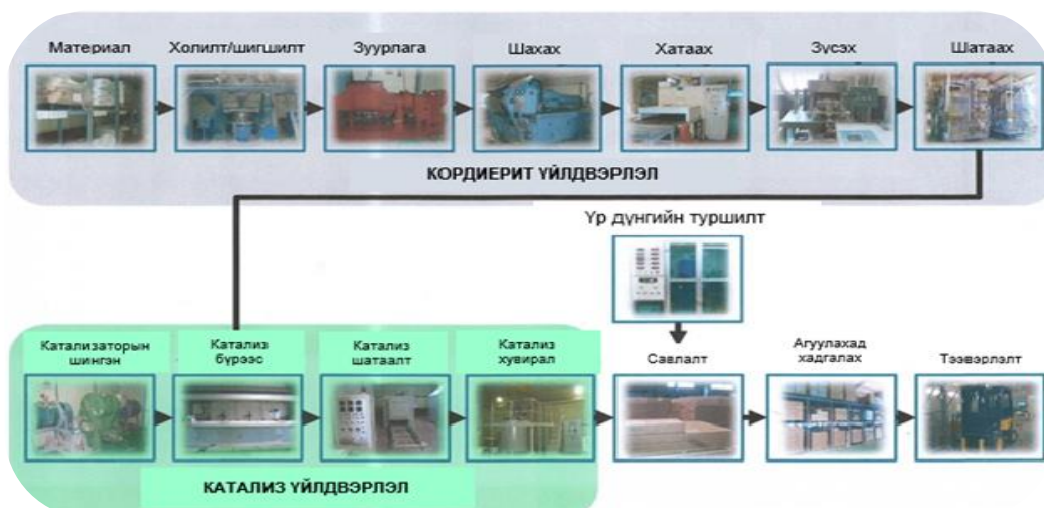 Материал
Холилт/шигшилт
Зуурлага
Шахах
Хатаах
Зүсэх
Шатаах
КОРДИЕРИТ ҮЙЛДВЭРЛЭЛ
Үр дүнгийн туршилт
Катализаторын
шингэн
Катализ
бүрээс
Катализ
шатаалт
Катализ
хувирал
Савлалт
Агуулахад
хадгалах
Тээвэрлэлт
КАТАЛИЗ ҮЙЛДВЭРЛЭЛ